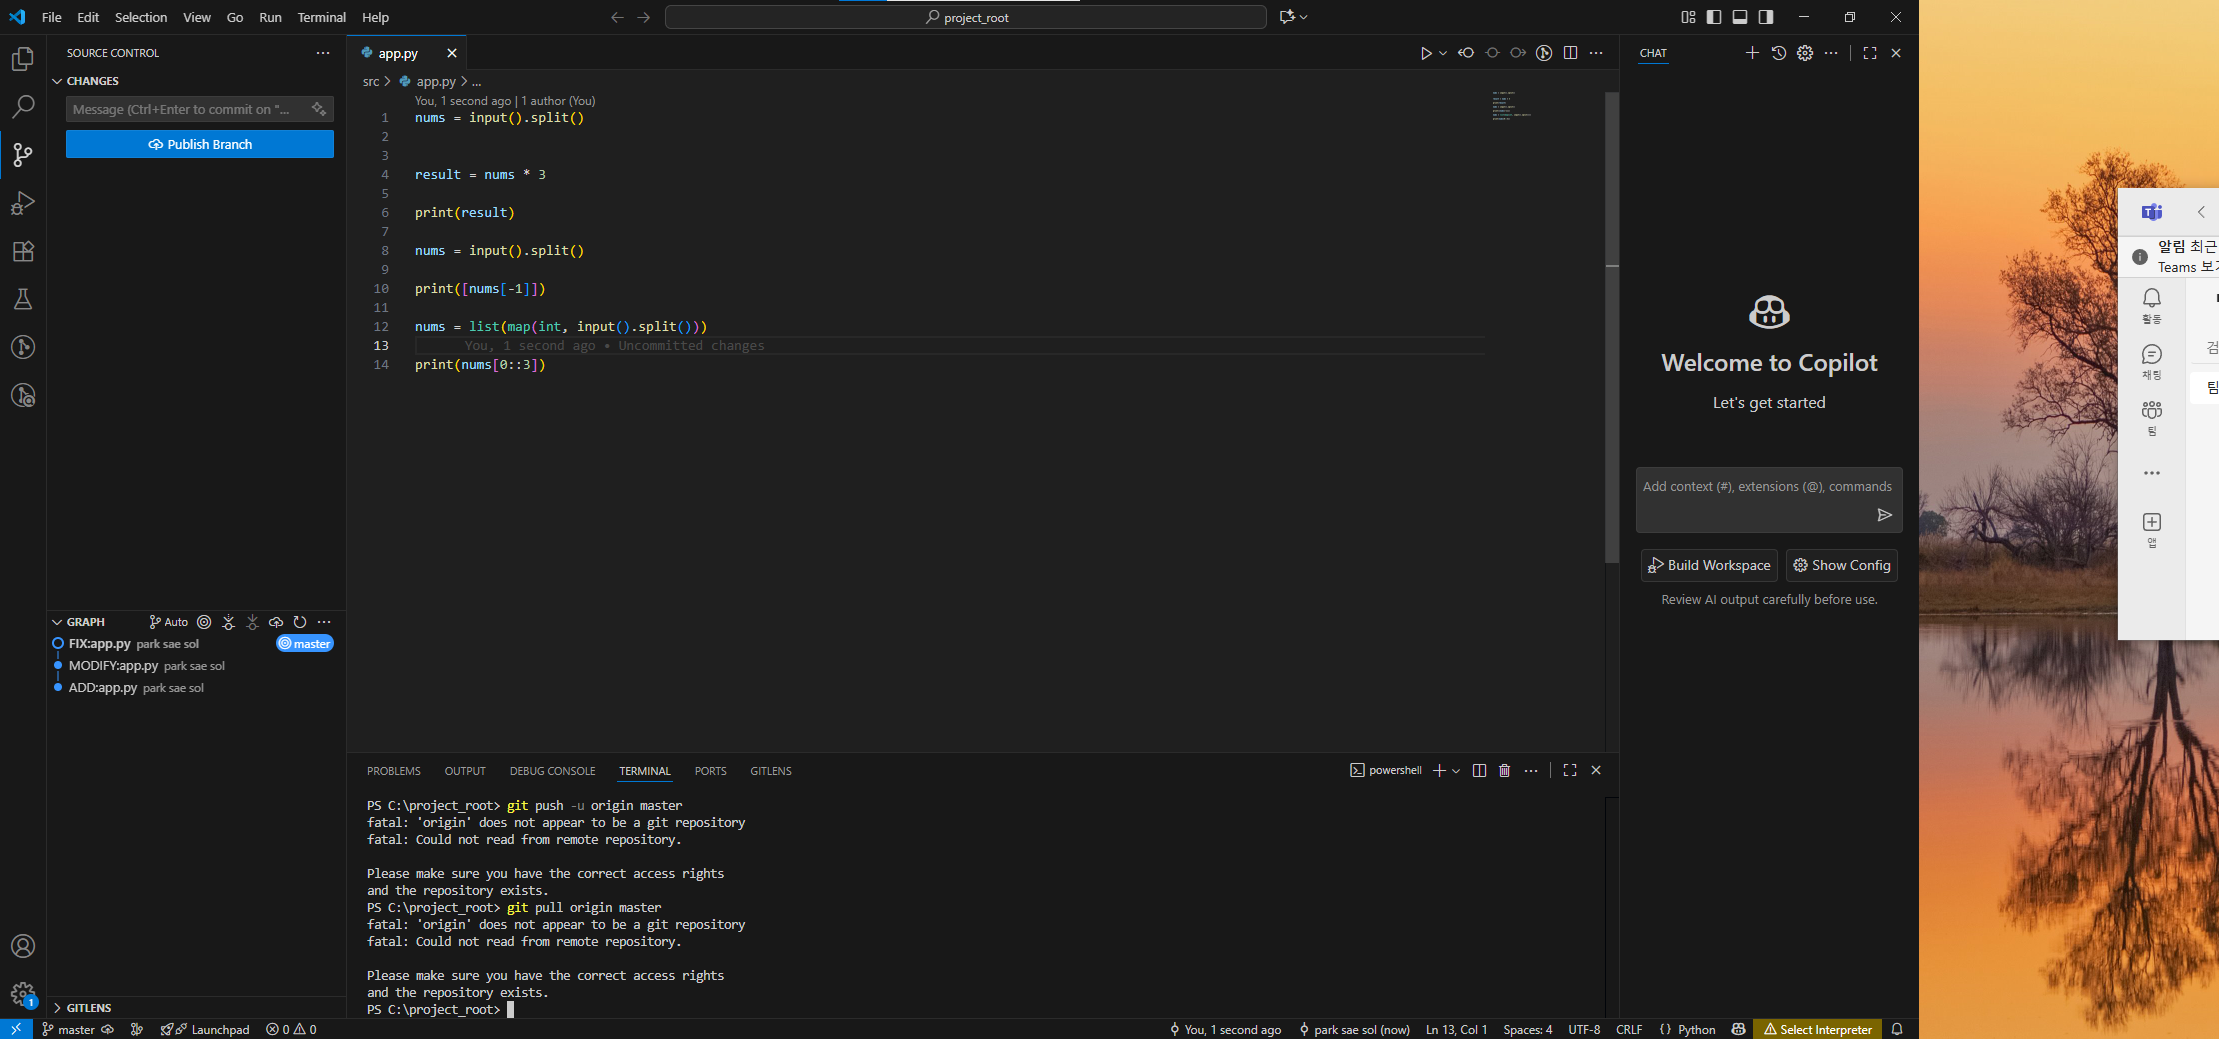 File Edit Selection View Go Run Terminal Help
project_root
SOURCE CONTROL
CHANGES
Message (Ctrl+Enter to commit on "...
Publish Branch
GRAPH
Auto
FIX:app.py park sae sol
master
MODIFY:app.py park sae sol
ADD:app.py park sae sol
GITLENS
app.py
src > app.py > ...
You, 1 second ago | 1 author (You)
1 nums = input().split()
2
3
4 result = nums * 3
5
6 print(result)
7
8 nums = input().split()
9
10 print([nums[-1]])
11
12 nums = list(map(int, input().split()))
13 You, 1 second ago • Uncommitted changes
14 print(nums[0::3])
PROBLEMS OUTPUT DEBUG CONSOLE TERMINAL PORTS GITLENS
powershell
PS C:\project_root> git push -u origin master
fatal: 'origin' does not appear to be a git repository
fatal: Could not read from remote repository.
Please make sure you have the correct access rights
and the repository exists.
PS C:\project_root> git pull origin master
fatal: 'origin' does not appear to be a git repository
fatal: Could not read from remote repository.
Please make sure you have the correct access rights
and the repository exists.
PS C:\project_root>
CHAT
Welcome to Copilot
Let's get started
Add context (#), extensions (@), commands
Build Workspace
Show Config
Review AI output carefully before use.
알림 최근
Teams 보기
활동
채팅
팀
...
앱
검
팀
1
master
Launchpad
0 0
You, 1 second ago
park sae sol (now)
Ln 13, Col 1
Spaces: 4
UTF-8
CRLF
{} Python
Select Interpreter